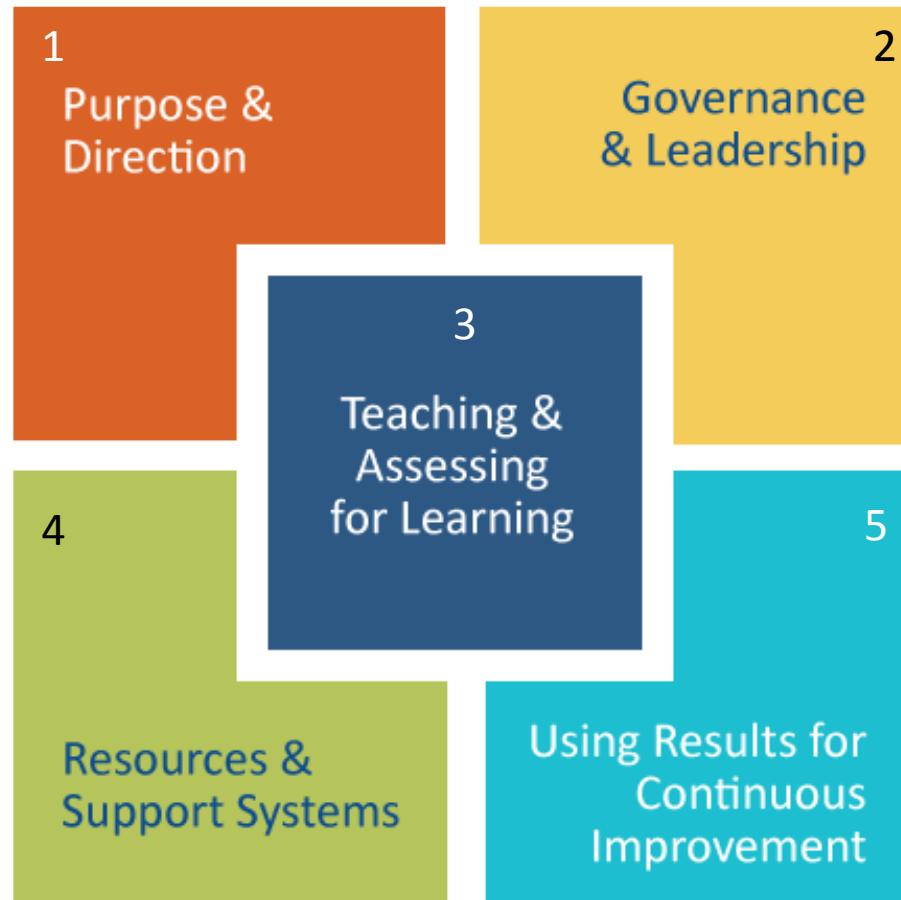 1
Purpose &
Direction
2
Governance
& Leadership
3
Teaching &
Assessing
for Learning
4
Resources &
Support Systems
5
Using Results for
Continuous
Improvement